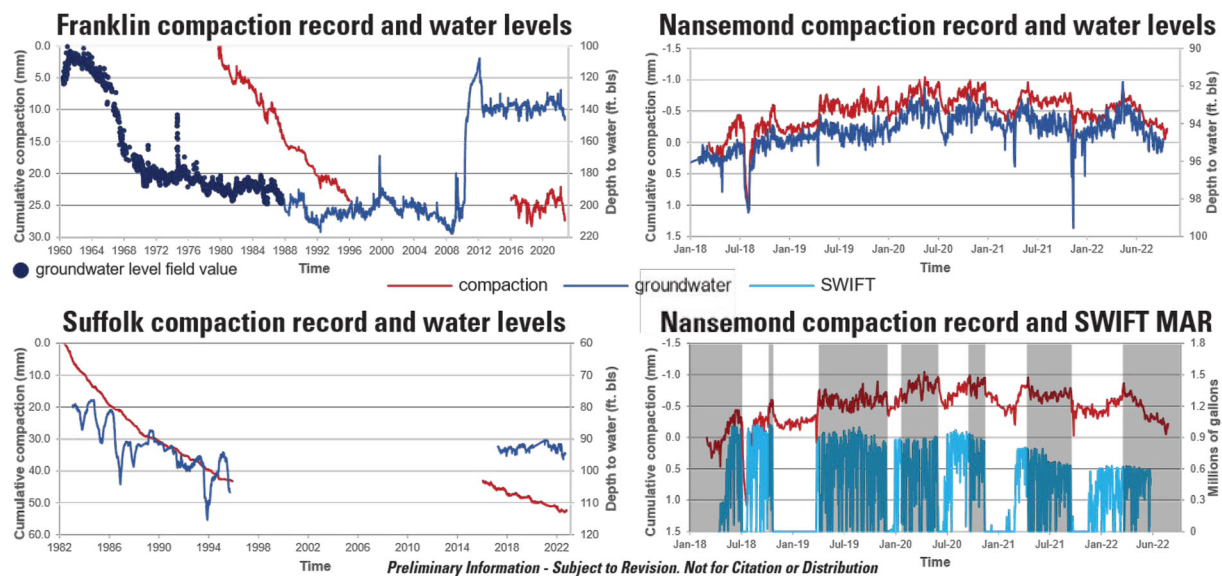 Franklin compaction record and water levels
Cumulative compaction (mm)
0.0
5.0
10.0
15.0
20.0
25.0
30.0
100
120
140
160
180
200
220
Depth to water (ft. bls)
1960 1964 1968 1972 1976 1980 1984 1988 1992 1996 2000 2004 2008 2012 2016 2020
Time
groundwater level field value
Nansemond compaction record and water levels
Cumulative compaction (mm)
-1.5
-1.0
-0.5
0.0
0.5
1.0
1.5
90
92
94
96
98
100
Depth to water (ft. bls)
Jan-18 Jul-18 Jan-19 Jul-19 Jan-20 Jul-20 Jan-21 Jul-21 Jan-22 Jun-22
Time
compaction groundwater SWIFT
Suffolk compaction record and water levels
Cumulative compaction (mm)
0.0
10.0
20.0
30.0
40.0
50.0
60.0
60
70
80
90
100
110
120
Depth to water (ft. bls)
1982 1986 1990 1994 1998 2002 2006 2010 2014 2018 2022
Time
Nansemond compaction record and SWIFT MAR
Cumulative compaction (mm)
-1.5
-1.0
-0.5
0.0
0.5
1.0
1.5
1.8
1.5
1.2
0.9
0.6
0.3
0
Millions of gallons
Jan-18 Jul-18 Jan-19 Jul-19 Jan-20 Jul-20 Jan-21 Jul-21 Jan-22 Jun-22
Time
Preliminary Information - Subject to Revision. Not for Citation or Distribution